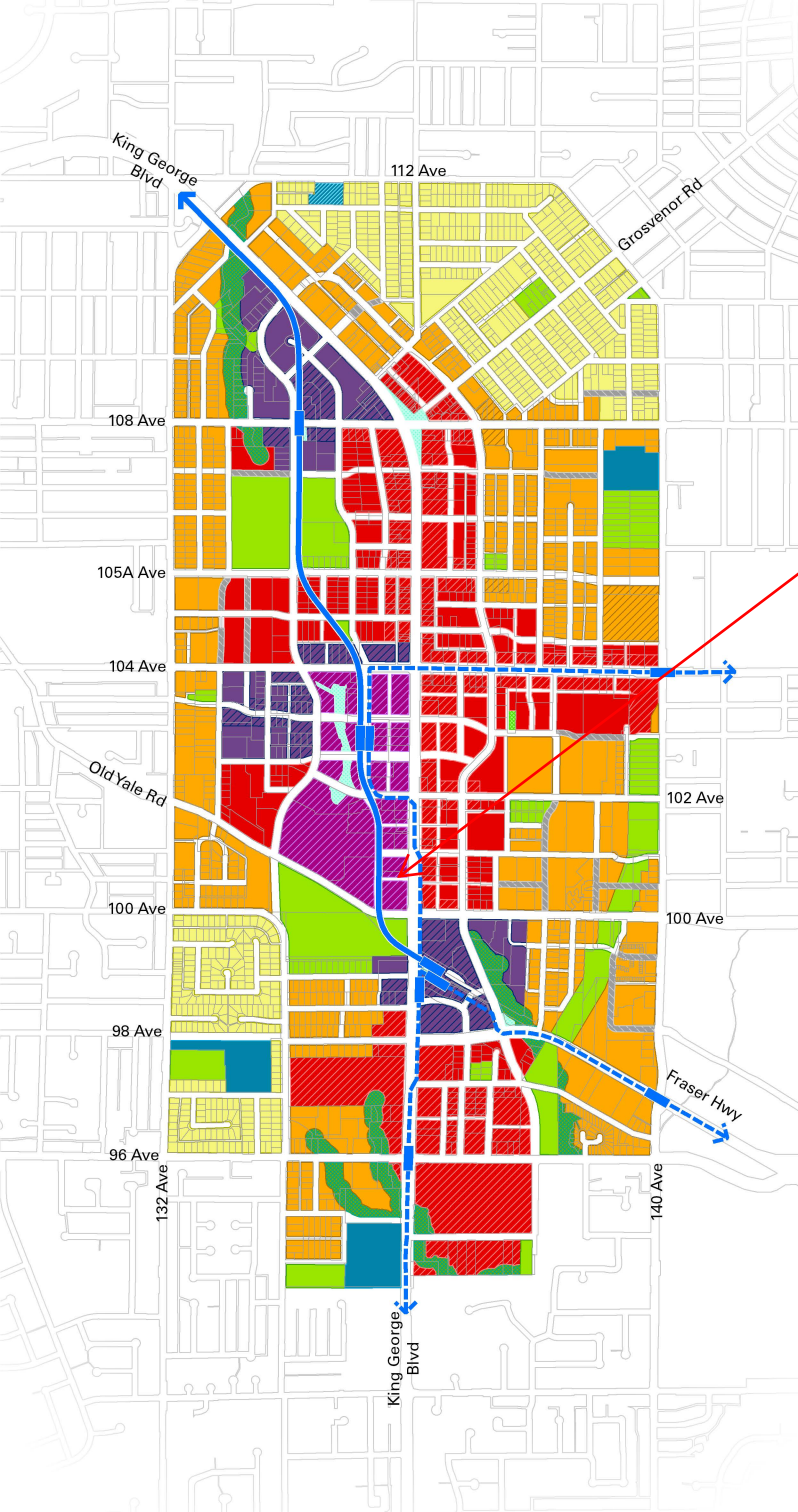 King George
Blvd
112 Ave
Grosvenor Rd
108 Ave
105A Ave
104 Ave
Old Yale Rd
102 Ave
100 Ave
100 Ave
98 Ave
Fraser Hwy
96 Ave
132 Ave
140 Ave
King George
Blvd